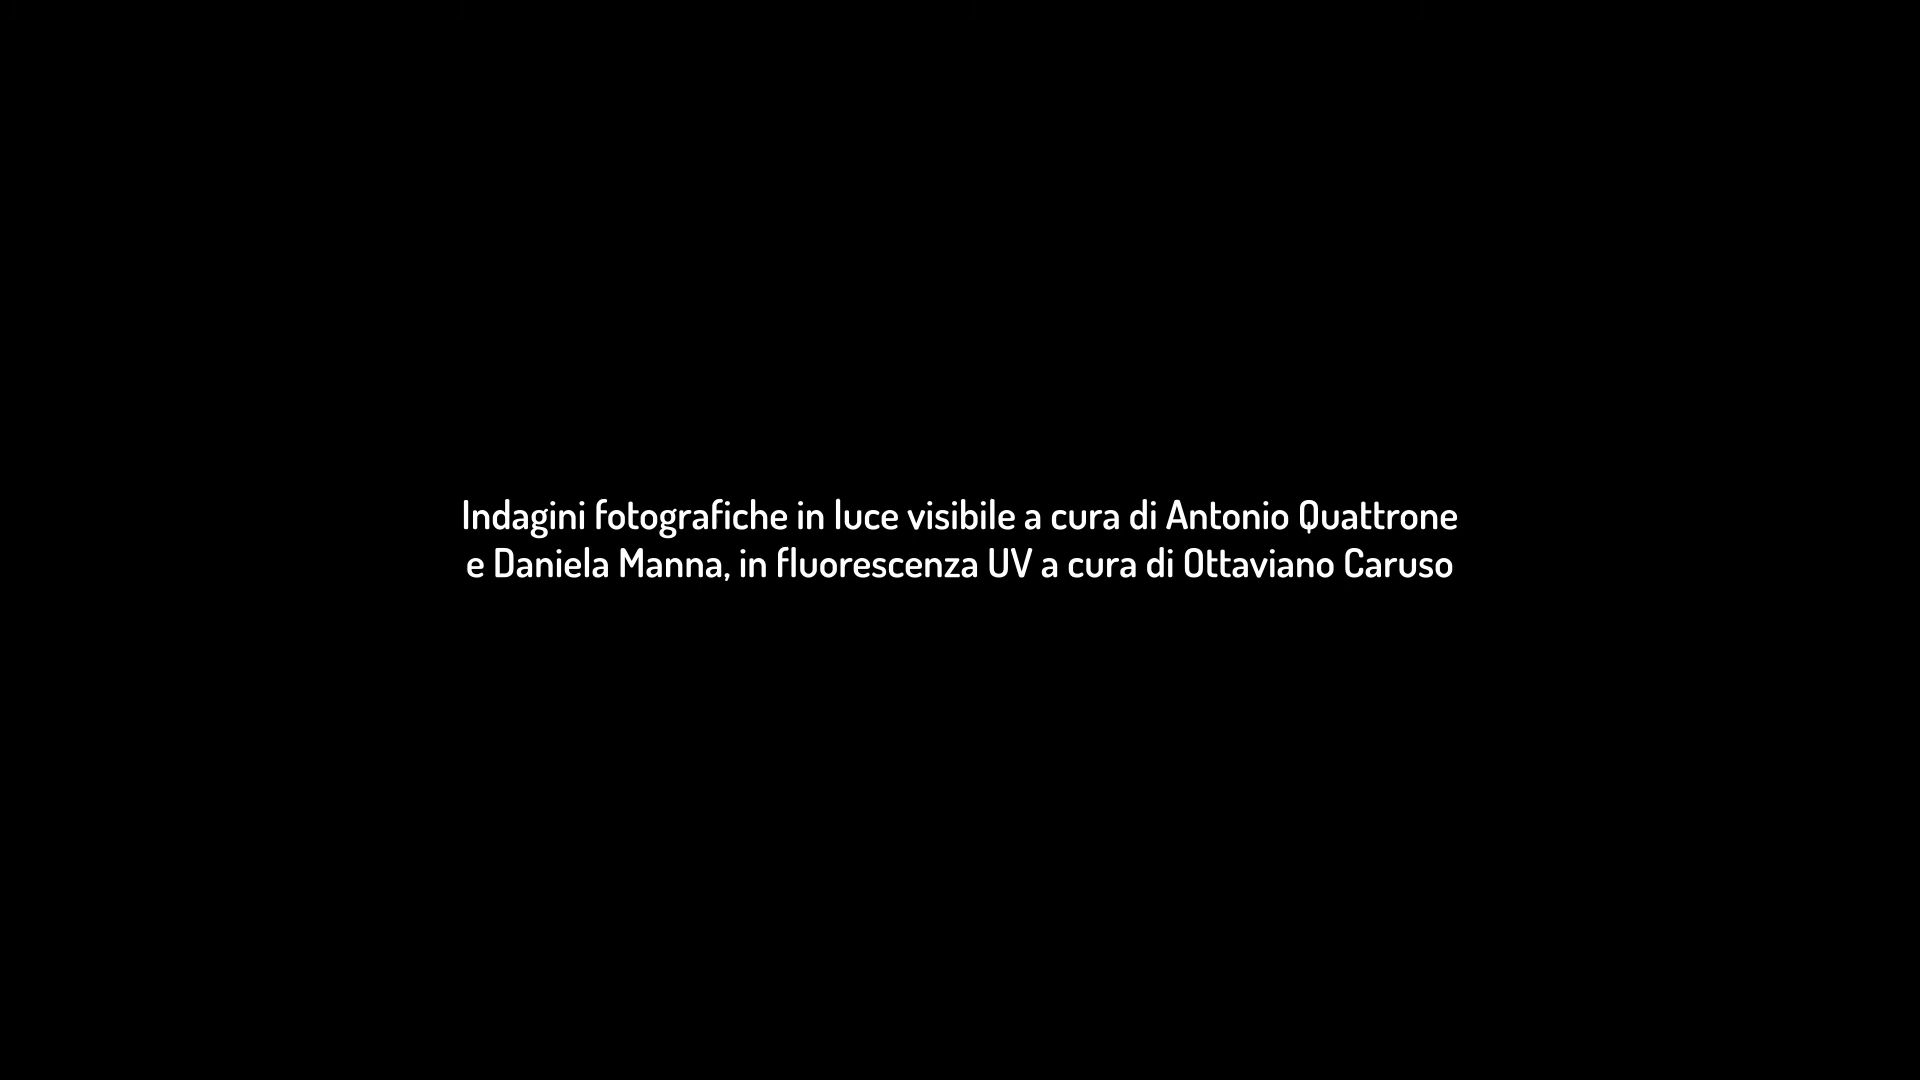 Indagini fotografiche in luce visibile a cura di Antonio Quattrone
e Daniela Manna, in fluorescenza UV a cura di Ottaviano Caruso